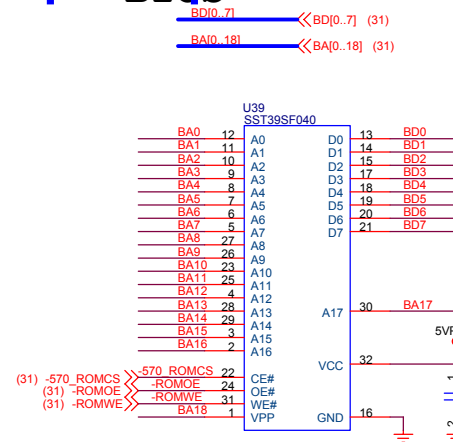 BD[0..7] BD[0..7] (31)
BA[0..18] BA[0..18] (31)
U39
SST39SF040
BA0 12 A0 D0 13 BD0
BA1 11 A1 D1 14 BD1
BA2 10 A2 D2 15 BD2
BA3 9 A3 D3 17 BD3
BA4 8 A4 D4 18 BD4
BA5 7 A5 D5 19 BD5
BA6 6 A6 D6 20 BD6
BA7 5 A7 D7 21 BD7
BA8 27 A8
BA9 26 A9
BA10 23 A10
BA11 25 A11
BA12 4 A12
BA13 28 A13 A17 30 BA17
BA14 29 A14
BA15 3 A15
BA16 2 A16
5VF
VCC 32
(31) -570_ROMCS -570_ROMCS 22 CE#
(31) -ROMOE -ROMOE 24 OE#
(31) -ROMWE -ROMWE 31 WE#
BA18 1 VPP GND 16
1
2